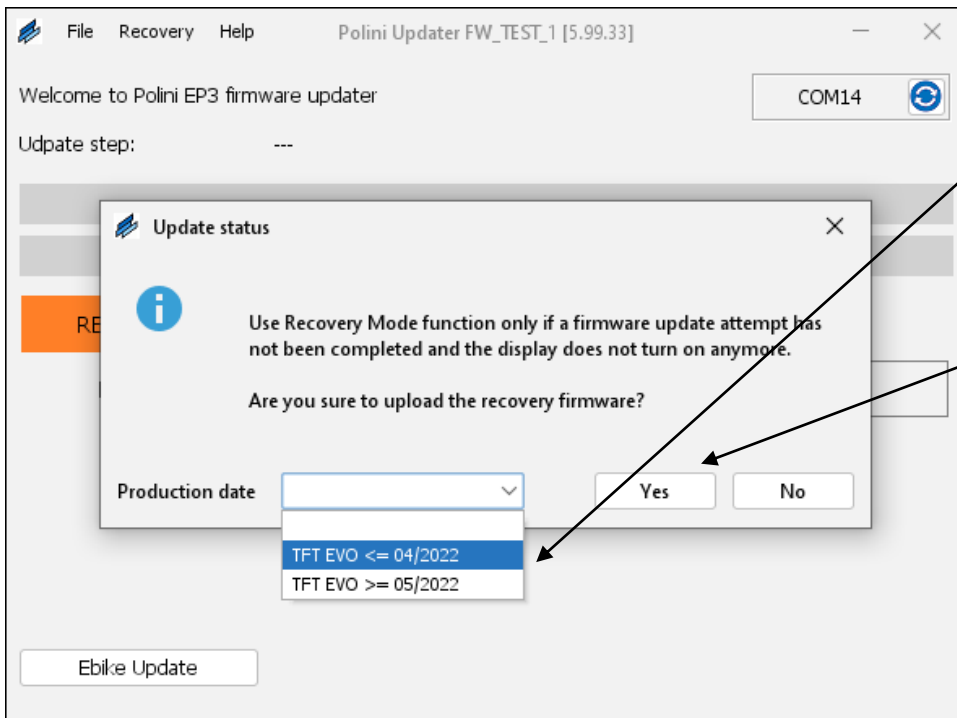 File Recovery Help Polini Updater FW_TEST_1 [5.99.33]
Welcome to Polini EP3 firmware updater
COM14
Udpate step: ---
Update status
RE
Use Recovery Mode function only if a firmware update attempt has
not been completed and the display does not turn on anymore.
Are you sure to upload the recovery firmware?
Production date
Yes No
TFT EVO <= 04/2022
TFT EVO >= 05/2022
Ebike Update